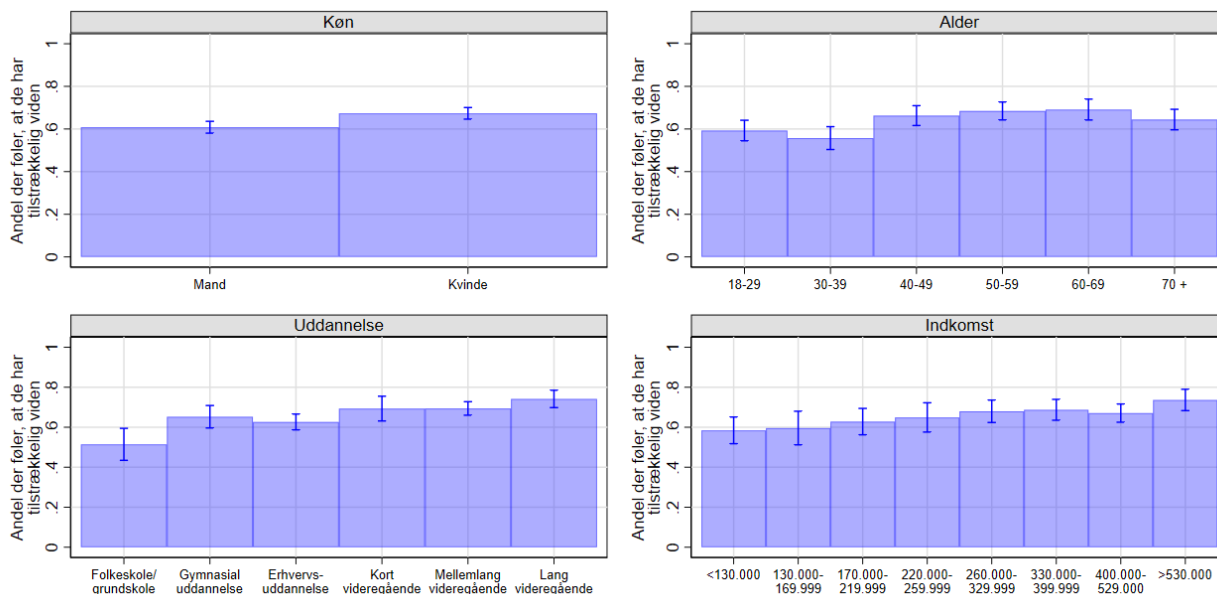 Køn
Andel der føler, at de har
tilstrækkelig viden
1
.8
.6
.4
.2
0
Mand
Kvinde
Alder
Andel der føler, at de har
tilstrækkelig viden
1
.8
.6
.4
.2
0
18-29
30-39
40-49
50-59
60-69
70 +
Uddannelse
Andel der føler, at de har
tilstrækkelig viden
1
.8
.6
.4
.2
0
Folkeskole/
grundskole
Gymnasial
uddannelse
Erhvervs-
uddannelse
Kort
videregående
Mellemlang
videregående
Lang
videregående
Indkomst
Andel der føler, at de har
tilstrækkelig viden
1
.8
.6
.4
.2
0
<130.000
130.000-
169.999
170.000-
219.999
220.000-
259.999
260.000-
329.999
330.000-
399.999
400.000-
529.000
>530.000